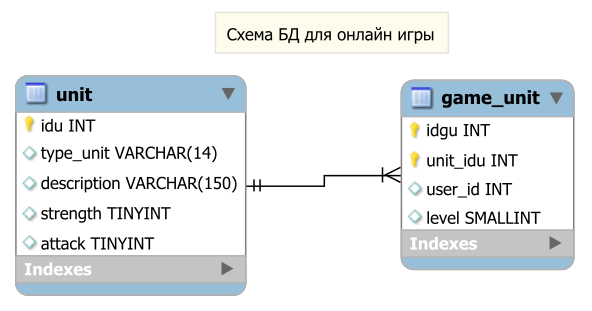 Схема БД для онлайн игры
unit
idu INT
type_unit VARCHAR(14)
description VARCHAR(150)
strength TINYINT
attack TINYINT
Indexes
game_unit
idgu INT
unit_idu INT
user_id INT
level SMALLINT
Indexes